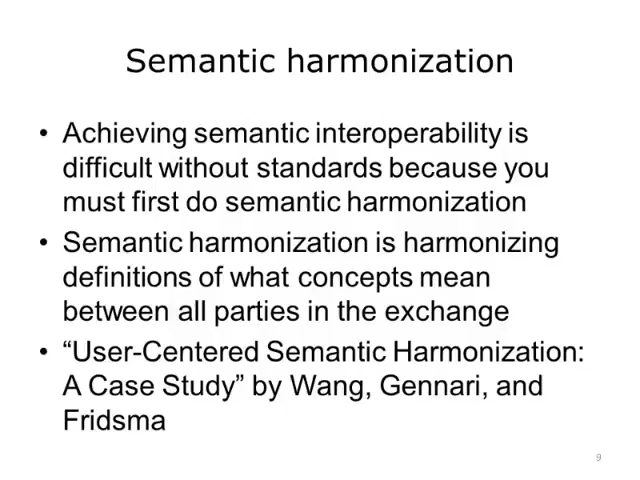 Semantic harmonization
• Achieving semantic interoperability is
difficult without standards because you
must first do semantic harmonization
• Semantic harmonization is harmonizing
definitions of what concepts mean
between all parties in the exchange
• “User-Centered Semantic Harmonization:
A Case Study” by Wang, Gennari, and
Fridsma
9